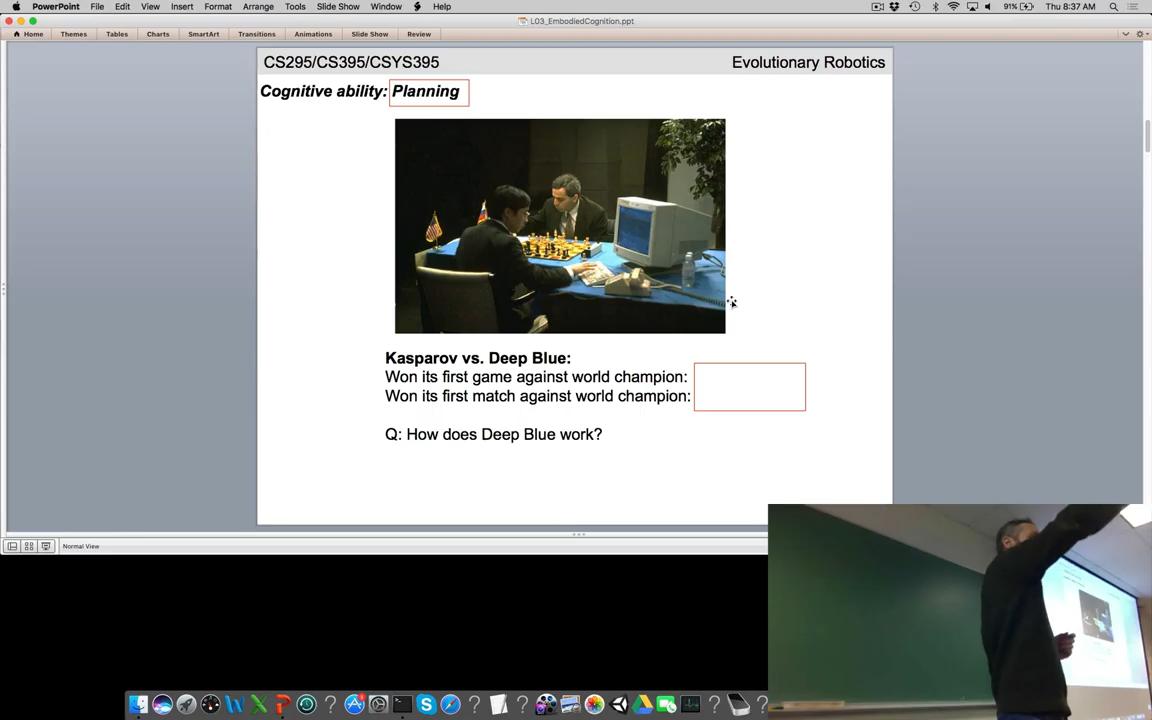 PowerPoint File Edit View Insert Format Arrange Tools Slide Show Window Help 91% Thu 8:37 AM
L03_EmbodiedCognition.ppt
Home Themes Tables Charts SmartArt Transitions Animations Slide Show Review
CS295/CS395/CSYS395 Evolutionary Robotics
Cognitive ability: Planning
Kasparov vs. Deep Blue:
Won its first game against world champion:
Won its first match against world champion:
Q: How does Deep Blue work?
Normal View